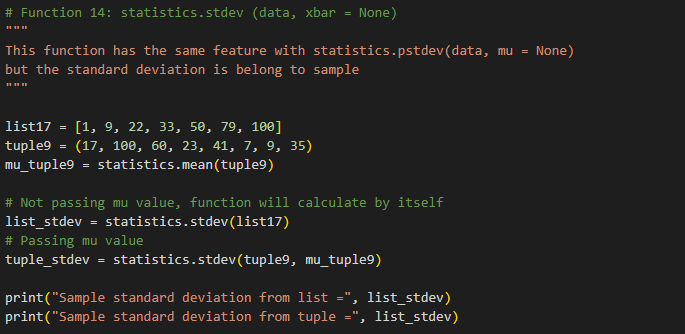 # Function 14: statistics.stdev (data, xbar = None)
"""
This function has the same feature with statistics.pstdev(data, mu = None)
but the standard deviation is belong to sample
"""
list17 = [1, 9, 22, 33, 50, 79, 100]
tuple9 = (17, 100, 60, 23, 41, 7, 9, 35)
mu_tuple9 = statistics.mean(tuple9)
# Not passing mu value, function will calculate by itself
list_stdev = statistics.stdev(list17)
# Passing mu value
tuple_stdev = statistics.stdev(tuple9, mu_tuple9)
print("Sample standard deviation from list =", list_stdev)
print("Sample standard deviation from tuple =", list_stdev)